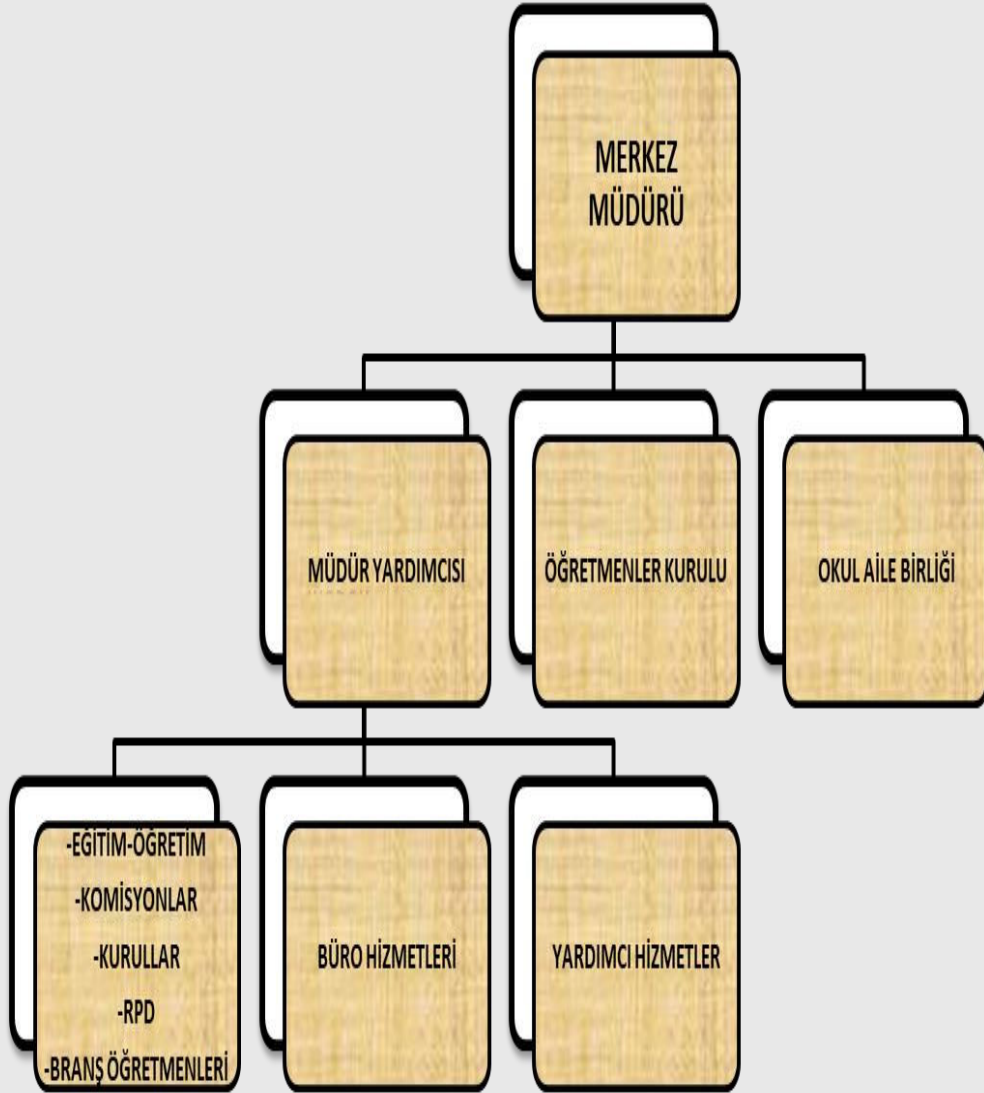 MERKEZ
MÜDÜRÜ
MÜDÜR YARDIMCISI
ÖĞRETMENLER KURULU
OKUL AİLE BİRLİĞİ
-EĞİTİM-ÖĞRETİM
-KOMİSYONLAR
-KURULLAR
-RPD
-BRANŞ ÖĞRETMENLERİ
BÜRO HİZMETLERİ
YARDIMCI HİZMETLER